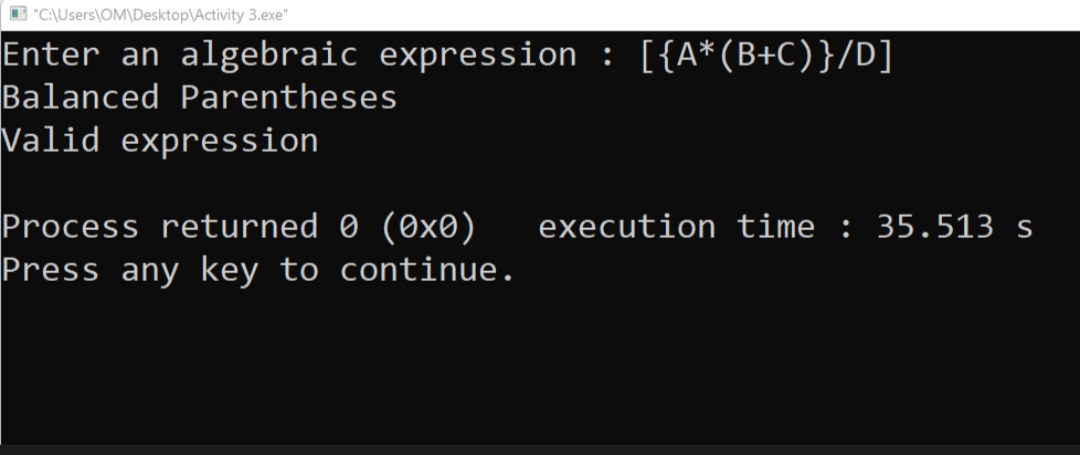 "C:\Users\OM\Desktop\Activity 3.exe"
Enter an algebraic expression : [{A*(B+C)}/D]
Balanced Parentheses
Valid expression
Process returned 0 (0x0)   execution time : 35.513 s
Press any key to continue.